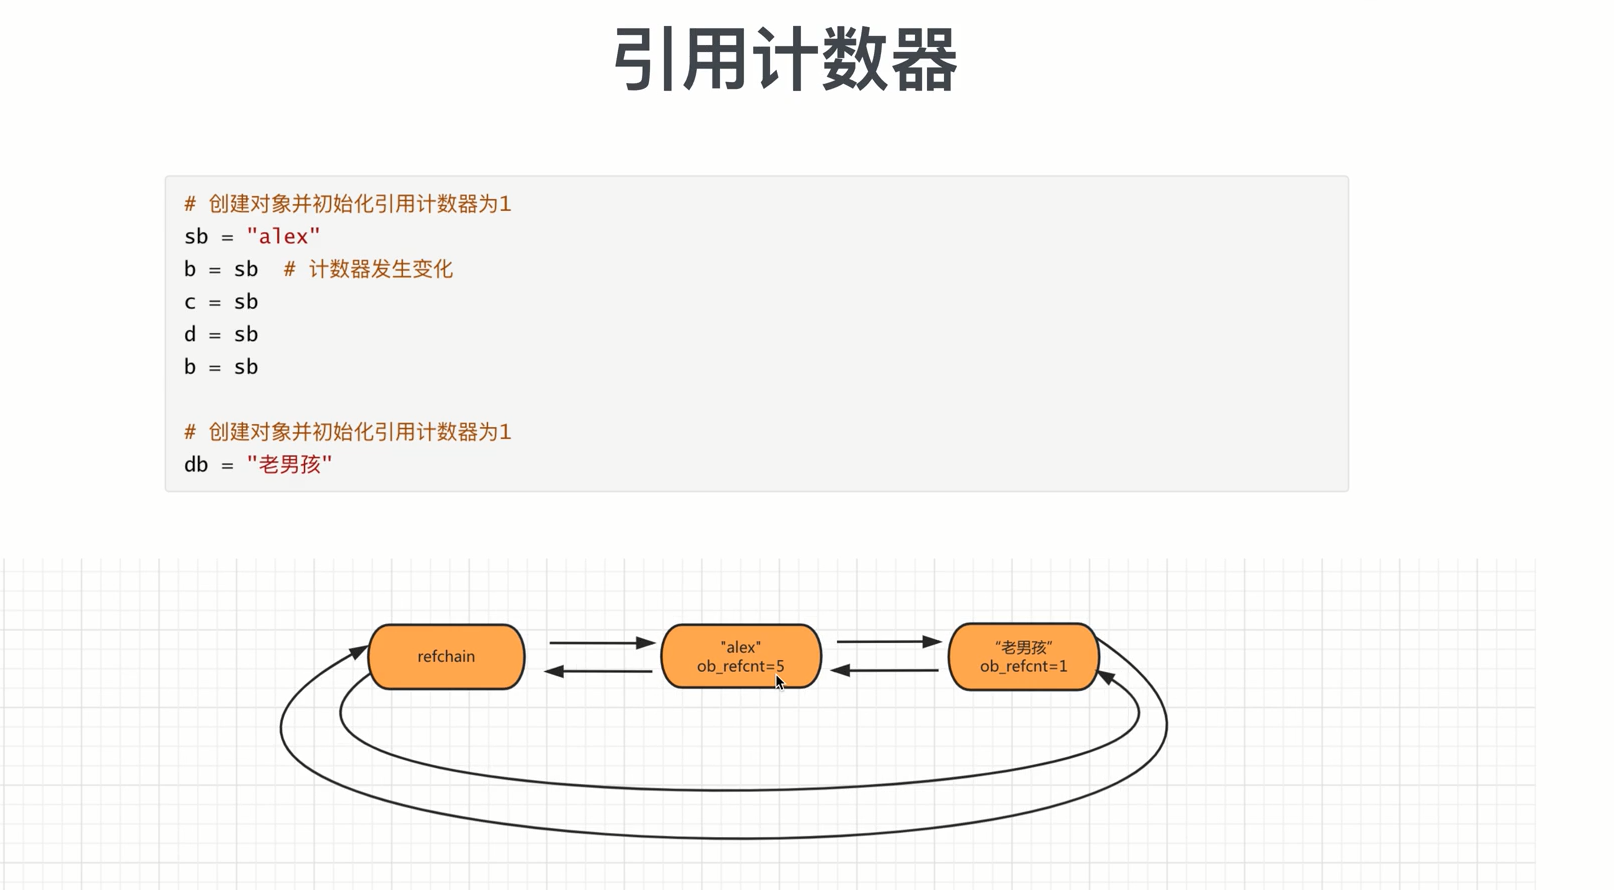 引用计数器
# 创建对象并初始化引用计数器为1
sb = "alex"
b = sb  # 计数器发生变化
c = sb
d = sb
b = sb
# 创建对象并初始化引用计数器为1
db = "老男孩"
refchain
"alex"
ob_refcnt=5
“老男孩”
ob_refcnt=1